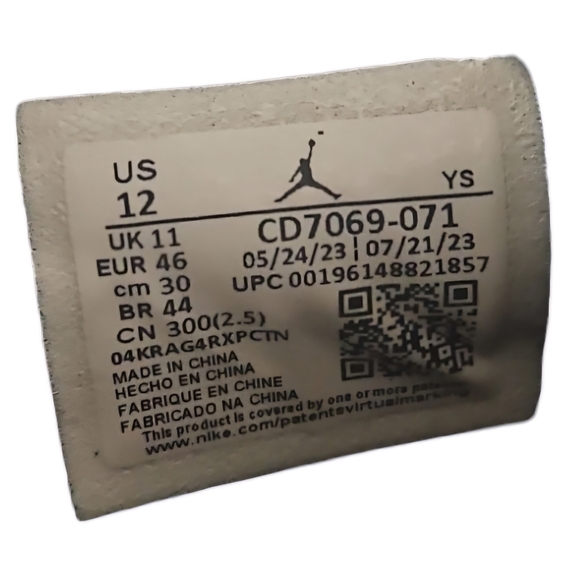 US
12
YS
UK 11
EUR 46
cm 30
BR 44
CN 300(2.5)
CD7069-071
05/24/23 | 07/21/23
UPC 00196148821857
04KRAG4RXPCTN
MADE IN CHINA
HECHO EN CHINA
FABRIQUE EN CHINE
FABRICADO NA CHINA
This product is covered by one or more
www.nike.com/patentsvirtualmarking